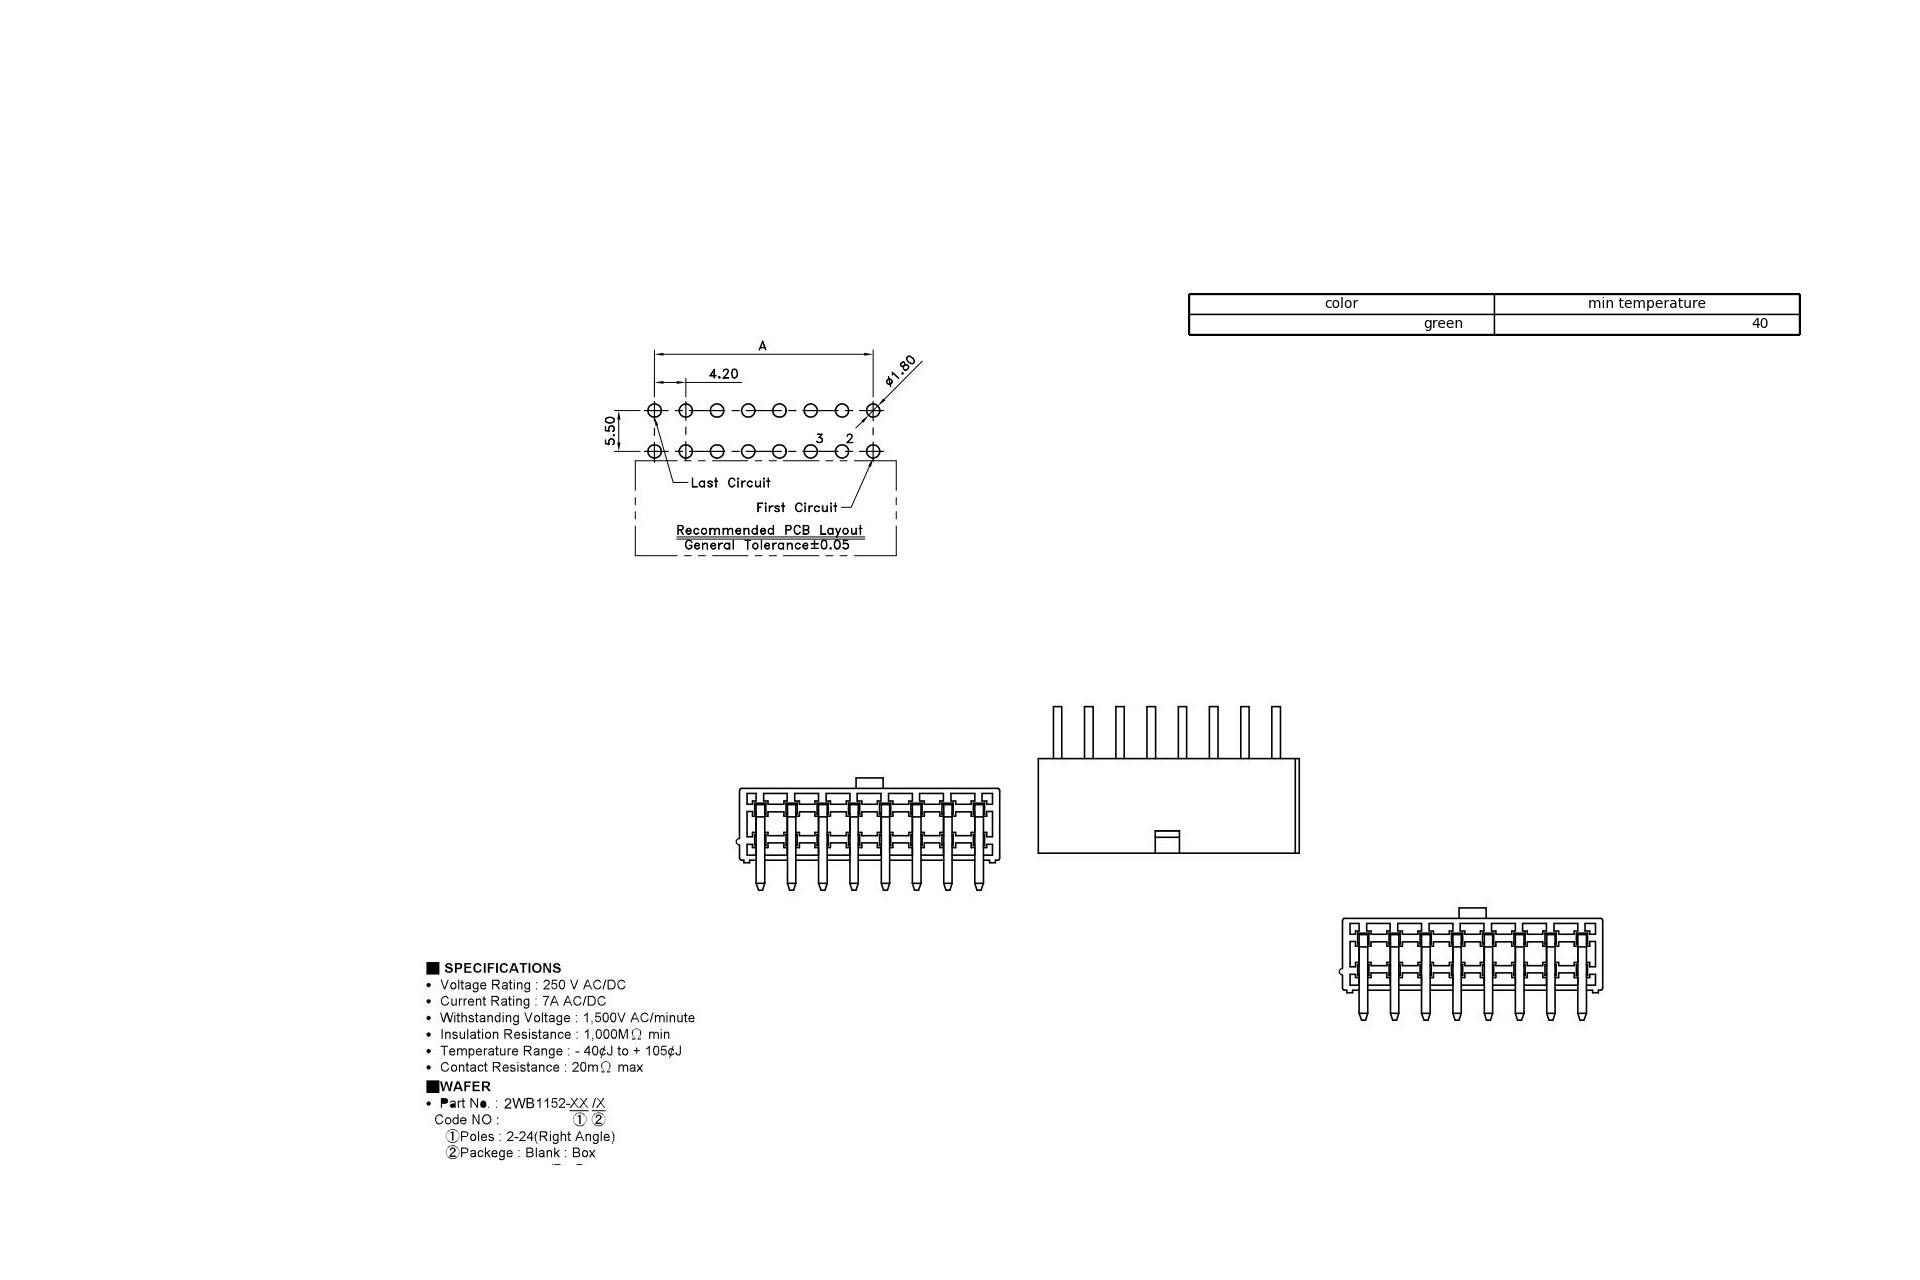 color min temperature
green 40
A
4.20
ø1.80
5.50
3 2
Last Circuit
First Circuit
Recommended PCB Layout
General Tolerance±0.05
■ SPECIFICATIONS
• Voltage Rating : 250 V AC/DC
• Current Rating : 7A AC/DC
• Withstanding Voltage : 1,500V AC/minute
• Insulation Resistance : 1,000MΩ min
• Temperature Range : - 40¢J to + 105¢J
• Contact Resistance : 20mΩ max
■WAFER
• Part No. : 2WB1152-XX /X
Code NO : ① ②
①Poles : 2-24(Right Angle)
②Packege : Blank : Box